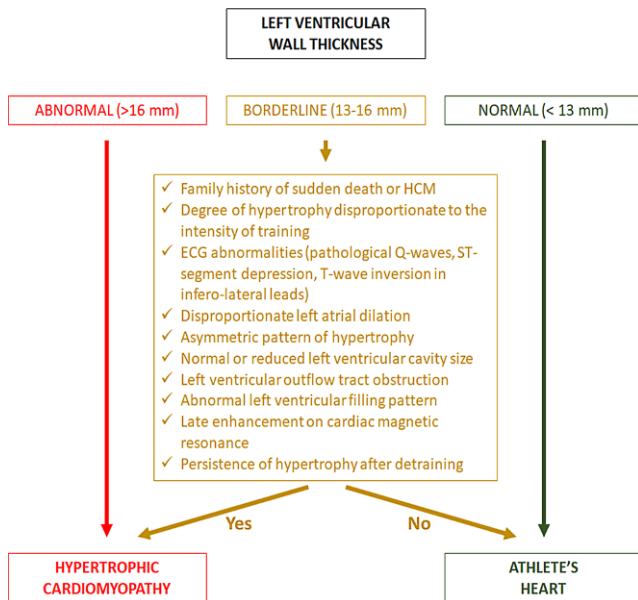 LEFT VENTRICULAR
WALL THICKNESS
ABNORMAL (>16 mm)
BORDERLINE (13-16 mm)
NORMAL (< 13 mm)
✓ Family history of sudden death or HCM
✓ Degree of hypertrophy disproportionate to the
intensity of training
✓ ECG abnormalities (pathological Q-waves, ST-
segment depression, T-wave inversion in
infero-lateral leads)
✓ Disproportionate left atrial dilation
✓ Asymmetric pattern of hypertrophy
✓ Normal or reduced left ventricular cavity size
✓ Left ventricular outflow tract obstruction
✓ Abnormal left ventricular filling pattern
✓ Late enhancement on cardiac magnetic
resonance
✓ Persistence of hypertrophy after detraining
Yes
No
HYPERTROPHIC
CARDIOMYOPATHY
ATHLETE'S
HEART